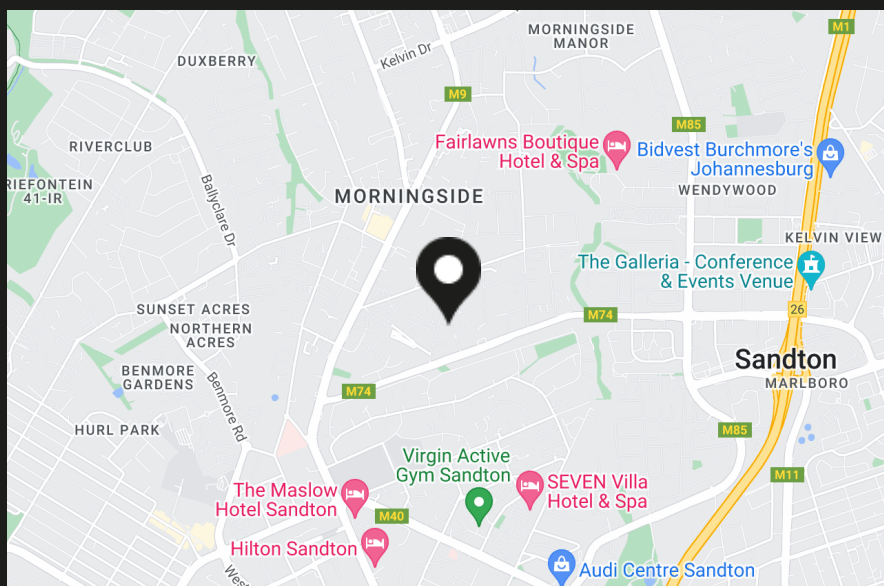 M1
MORNINGSIDE
MANOR
Kelvin Dr
DUXBERRY
M9
M85
Fairlawns Boutique
Hotel & Spa
Bidvest Burchmore's
Johannesburg
RIVERCLUB
RIEFONTEIN
41-IR
Ballyclare Dr
MORNINGSIDE
WENDYWOOD
KELVIN VIEW
The Galleria - Conference
& Events Venue
SUNSET ACRES
NORTHERN
ACRES
M74
26
Sandton
MARLBORO
BENMORE
GARDENS
Benmore Rd
M74
HURL PARK
M85
Virgin Active
Gym Sandton
M11
The Maslow
Hotel Sandton
SEVEN Villa
Hotel & Spa
M40
Hilton Sandton
Audi Centre Sandton
West